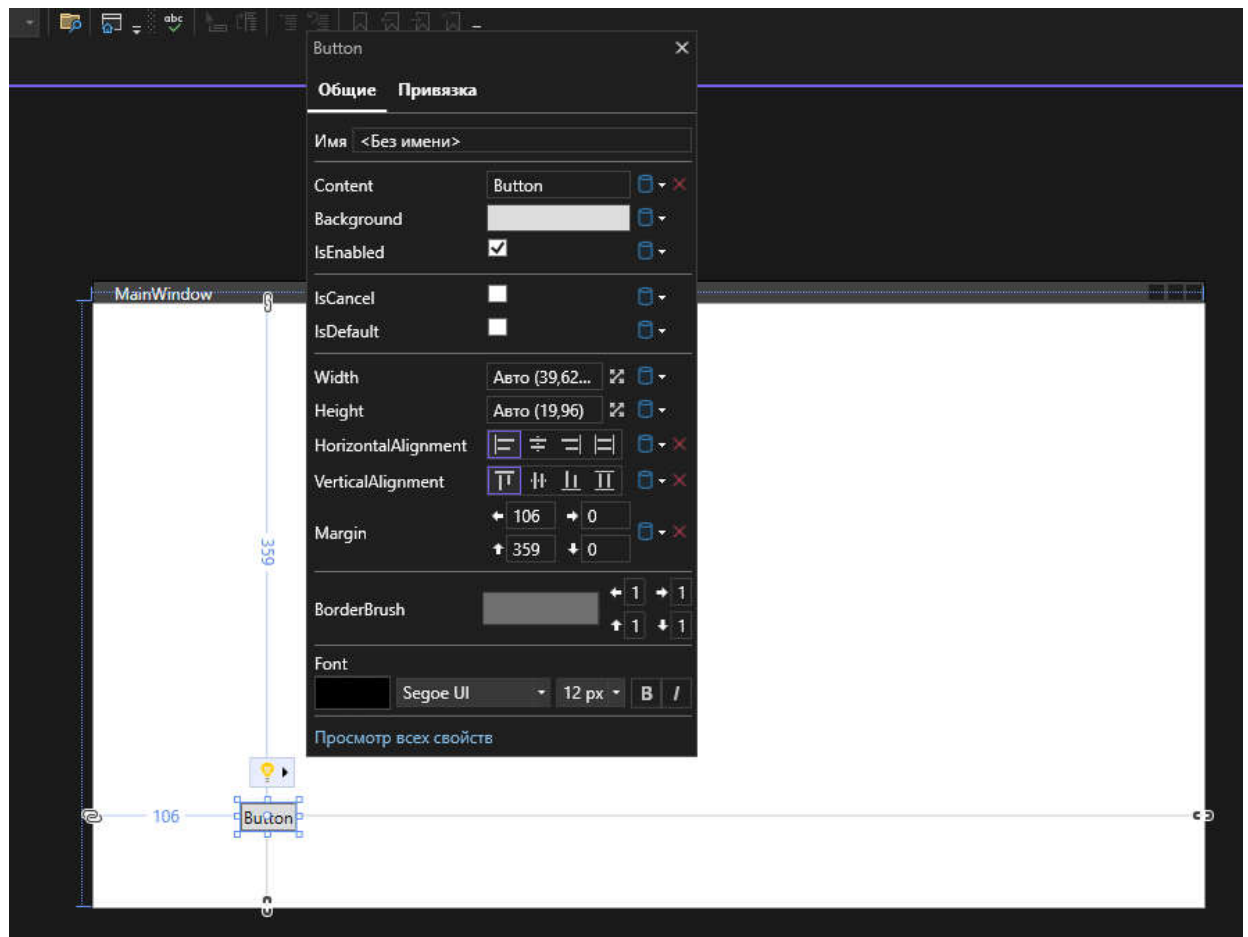 abc
Button
Общие Привязка
Имя <Без имени>
Content Button
Background
IsEnabled
MainWindow
IsCancel
IsDefault
Width Авто (39,62...
Height Авто (19,96)
HorizontalAlignment
VerticalAlignment
Margin
106 0
359 0
359
BorderBrush
1 1
1 1
Font
Segoe UI 12 px B I
Просмотр всех свойств
106 Button